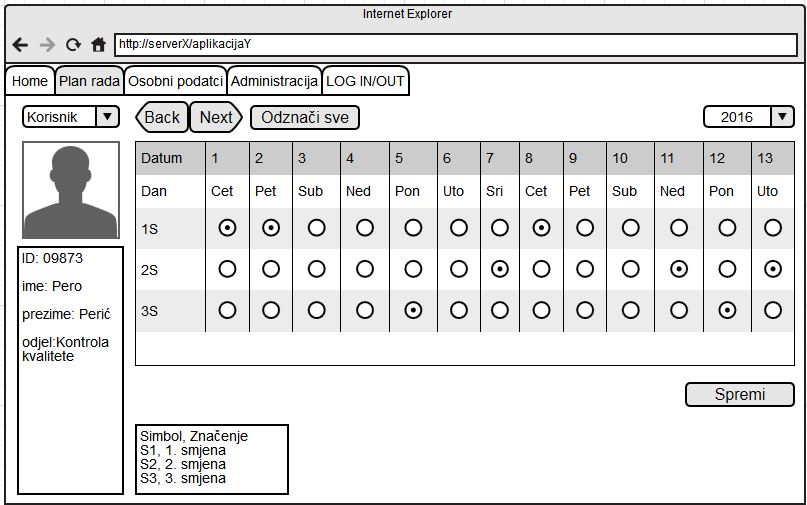 Internet Explorer
http://serverX/aplikacijaY
Home Plan rada Osobni podatci Administracija LOG IN/OUT
Korisnik Back Next Odznači sve 2016
Datum 1 2 3 4 5 6 7 8 9 10 11 12 13
Dan Cet Pet Sub Ned Pon Uto Sri Cet Pet Sub Ned Pon Uto
1S
2S
3S
ID: 09873
ime: Pero
prezime: Perić
odjel:Kontrola
kvalitete
Spremi
Simbol, Značenje
S1, 1. smjena
S2, 2. smjena
S3, 3. smjena